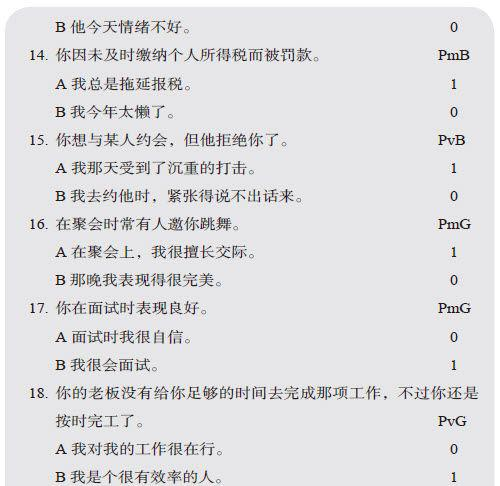 B 他今天情绪不好。 0
14. 你因未及时缴纳个人所得税而被罚款。 PmB
A 我总是拖延报税。 1
B 我今年太懒了。 0
15. 你想与某人约会，但他拒绝你了。 PvB
A 我那天受到了沉重的打击。 1
B 我去约他时，紧张得说不出话来。 0
16. 在聚会时常有人邀你跳舞。 PmG
A 在聚会上，我很擅长交际。 1
B 那晚我表现得很完美。 0
17. 你在面试时表现良好。 PmG
A 面试时我很自信。 0
B 我很会面试。 1
18. 你的老板没有给你足够的时间去完成那项工作，不过你还是
按时完工了。 PvG
A 我对我的工作很在行。 0
B 我是个很有效率的人。 1